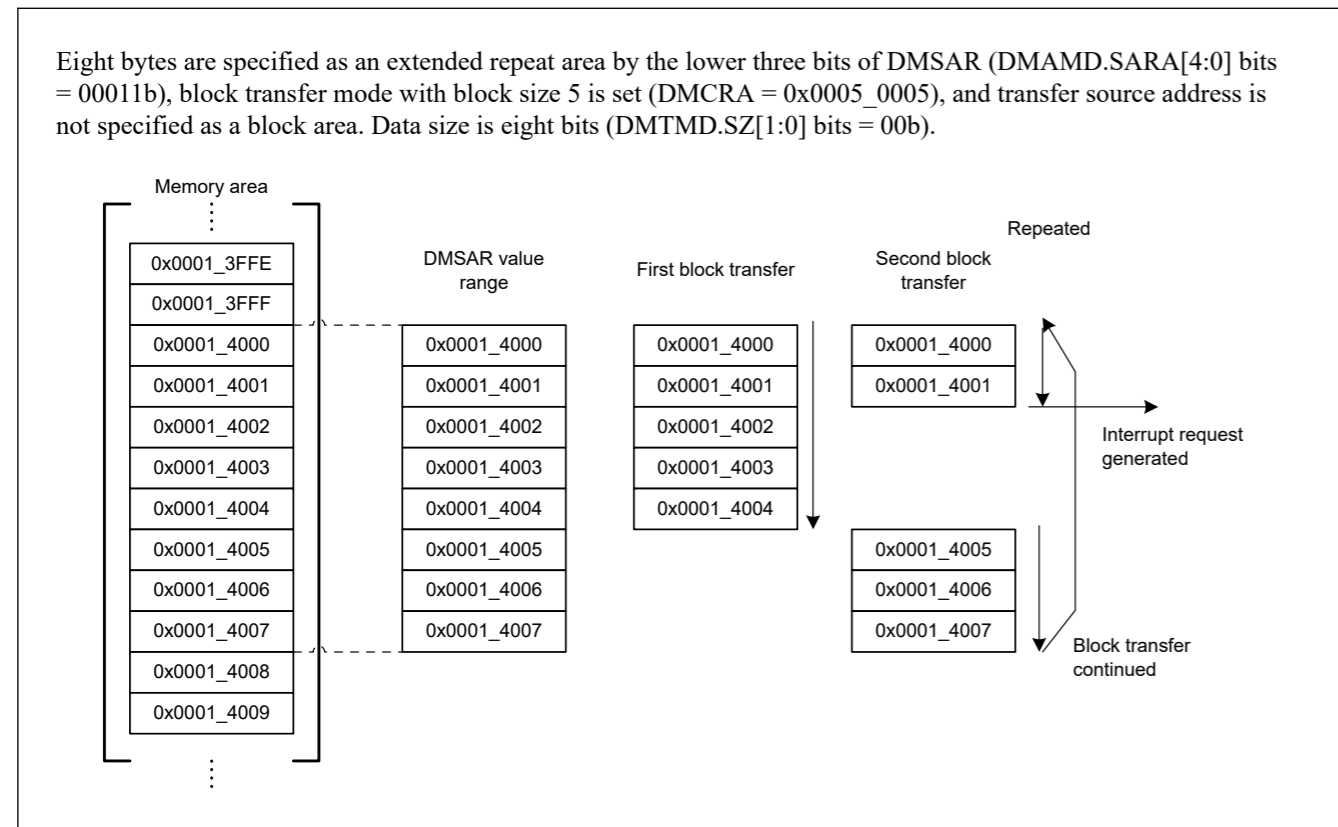 Eight bytes are specified as an extended repeat area by the lower three bits of DMSAR (DMAMD.SARA[4:0] bits
= 00011b), block transfer mode with block size 5 is set (DMCRA = 0x0005_0005), and transfer source address is
not specified as a block area. Data size is eight bits (DMTMD.SZ[1:0] bits = 00b).
Memory area
0x0001_3FFE
0x0001_3FFF
0x0001_4000
0x0001_4001
0x0001_4002
0x0001_4003
0x0001_4004
0x0001_4005
0x0001_4006
0x0001_4007
0x0001_4008
0x0001_4009
DMSAR value
range
0x0001_4000
0x0001_4001
0x0001_4002
0x0001_4003
0x0001_4004
0x0001_4005
0x0001_4006
0x0001_4007
First block transfer
0x0001_4000
0x0001_4001
0x0001_4002
0x0001_4003
0x0001_4004
Second block
transfer
0x0001_4000
0x0001_4001
0x0001_4005
0x0001_4006
0x0001_4007
Repeated
Interrupt request
generated
Block transfer
continued